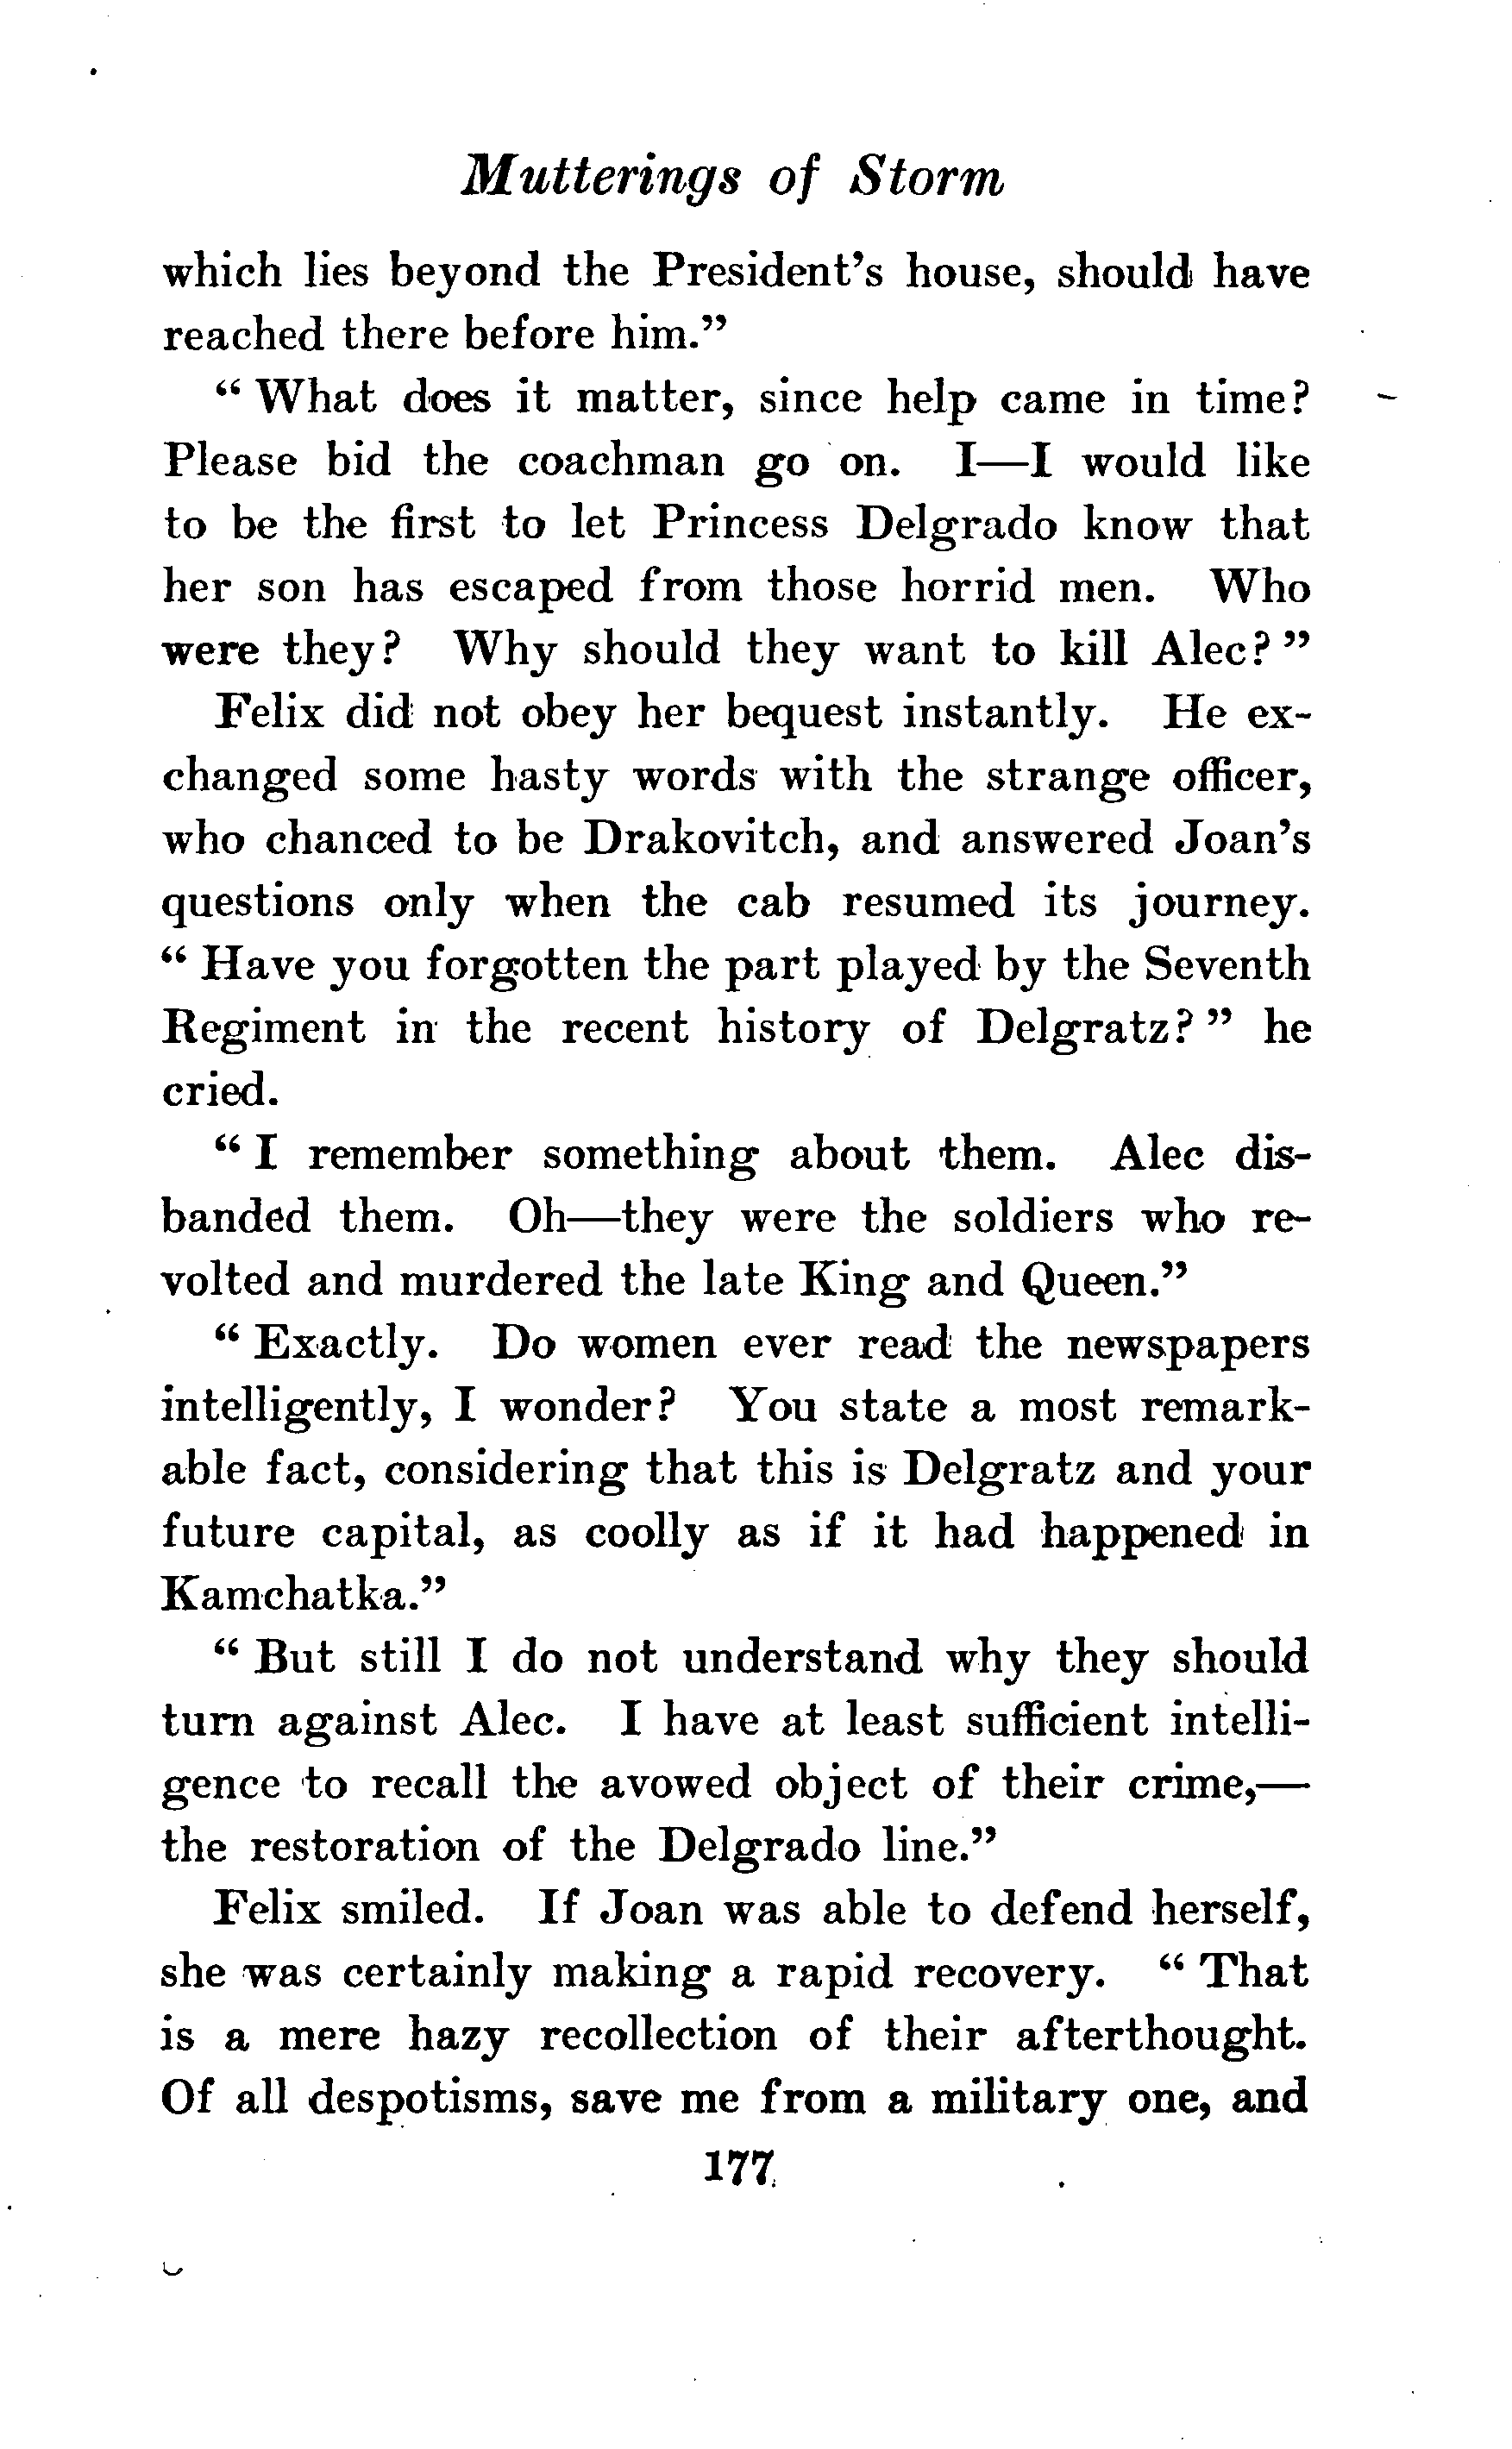 Mutterings of Storm
which lies beyond the President's house, should have
reached there before him."
" What does it matter, since help came in time?
Please bid the coachman go on. I—I would like
to be the first to let Princess Delgrado know that
her son has escaped from those horrid men. Who
were they? Why should they want to kill Alec? "
Felix did not obey her bequest instantly. He ex-
changed some hasty words with the strange officer,
who chanced to be Drakovitch, and answered Joan's
questions only when the cab resumed its journey.
" Have you forgotten the part played by the Seventh
Regiment in the recent history of Delgratz? " he
cried.
" I remember something about them. Alec dis-
banded them. Oh—they were the soldiers who re-
volted and murdered the late King and Queen."
" Exactly. Do women ever read the newspapers
intelligently, I wonder? You state a most remark-
able fact, considering that this is Delgratz and your
future capital, as coolly as if it had happened in
Kamchatka."
" But still I do not understand why they should
turn against Alec. I have at least sufficient intelli-
gence to recall the avowed object of their crime,—
the restoration of the Delgrado line."
Felix smiled. If Joan was able to defend herself,
she was certainly making a rapid recovery. " That
is a mere hazy recollection of their afterthought.
Of all despotisms, save me from a military one, and
177